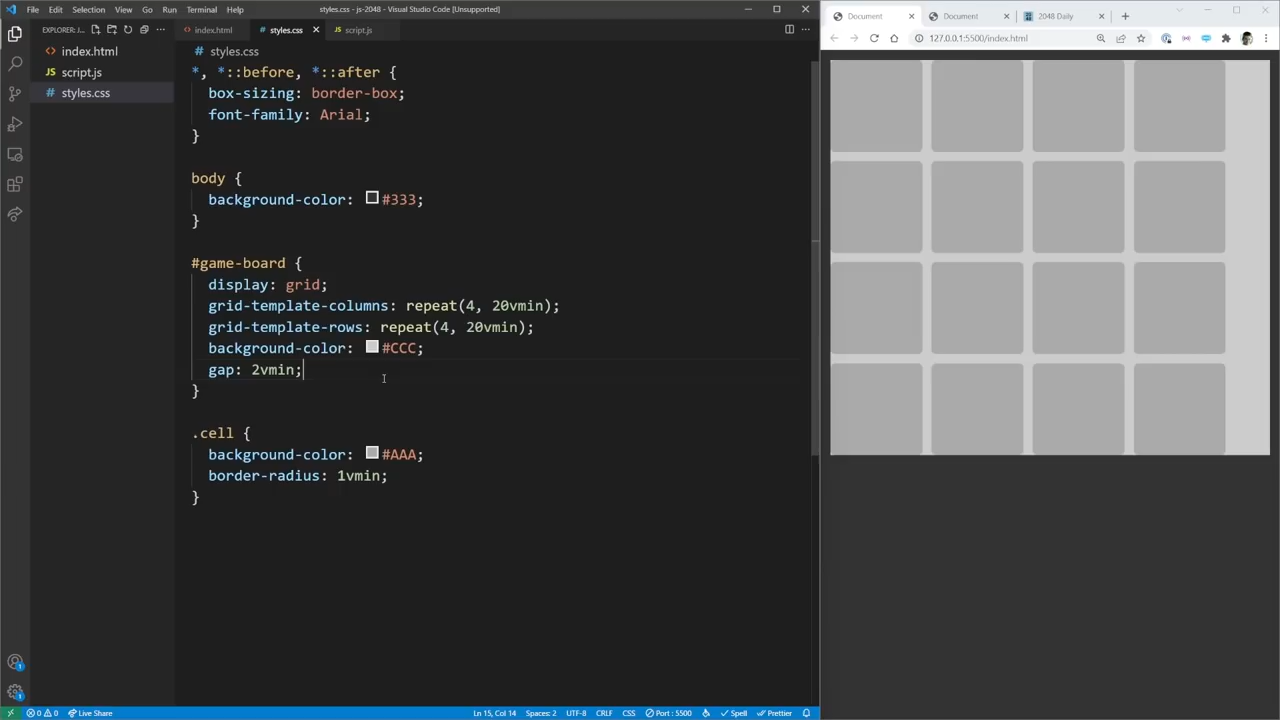 File Edit Selection View Go Run Terminal Help
styles.css - js-2048 - Visual Studio Code [Unsupported]
EXPLORER: J...
index.html
script.js
styles.css
index.html styles.css script.js
styles.css
*, *::before, *::after {
box-sizing: border-box;
font-family: Arial;
}
body {
background-color: #333;
}
#game-board {
display: grid;
grid-template-columns: repeat(4, 20vmin);
grid-template-rows: repeat(4, 20vmin);
background-color: #CCC;
gap: 2vmin;
}
.cell {
background-color: #AAA;
border-radius: 1vmin;
}
1
1
0 0 Live Share
Ln 15, Col 14 Spaces: 2 UTF-8 CRLF CSS Port : 5500 Spell Prettier
Document Document 2048 Daily
127.0.0.1:5500/index.html